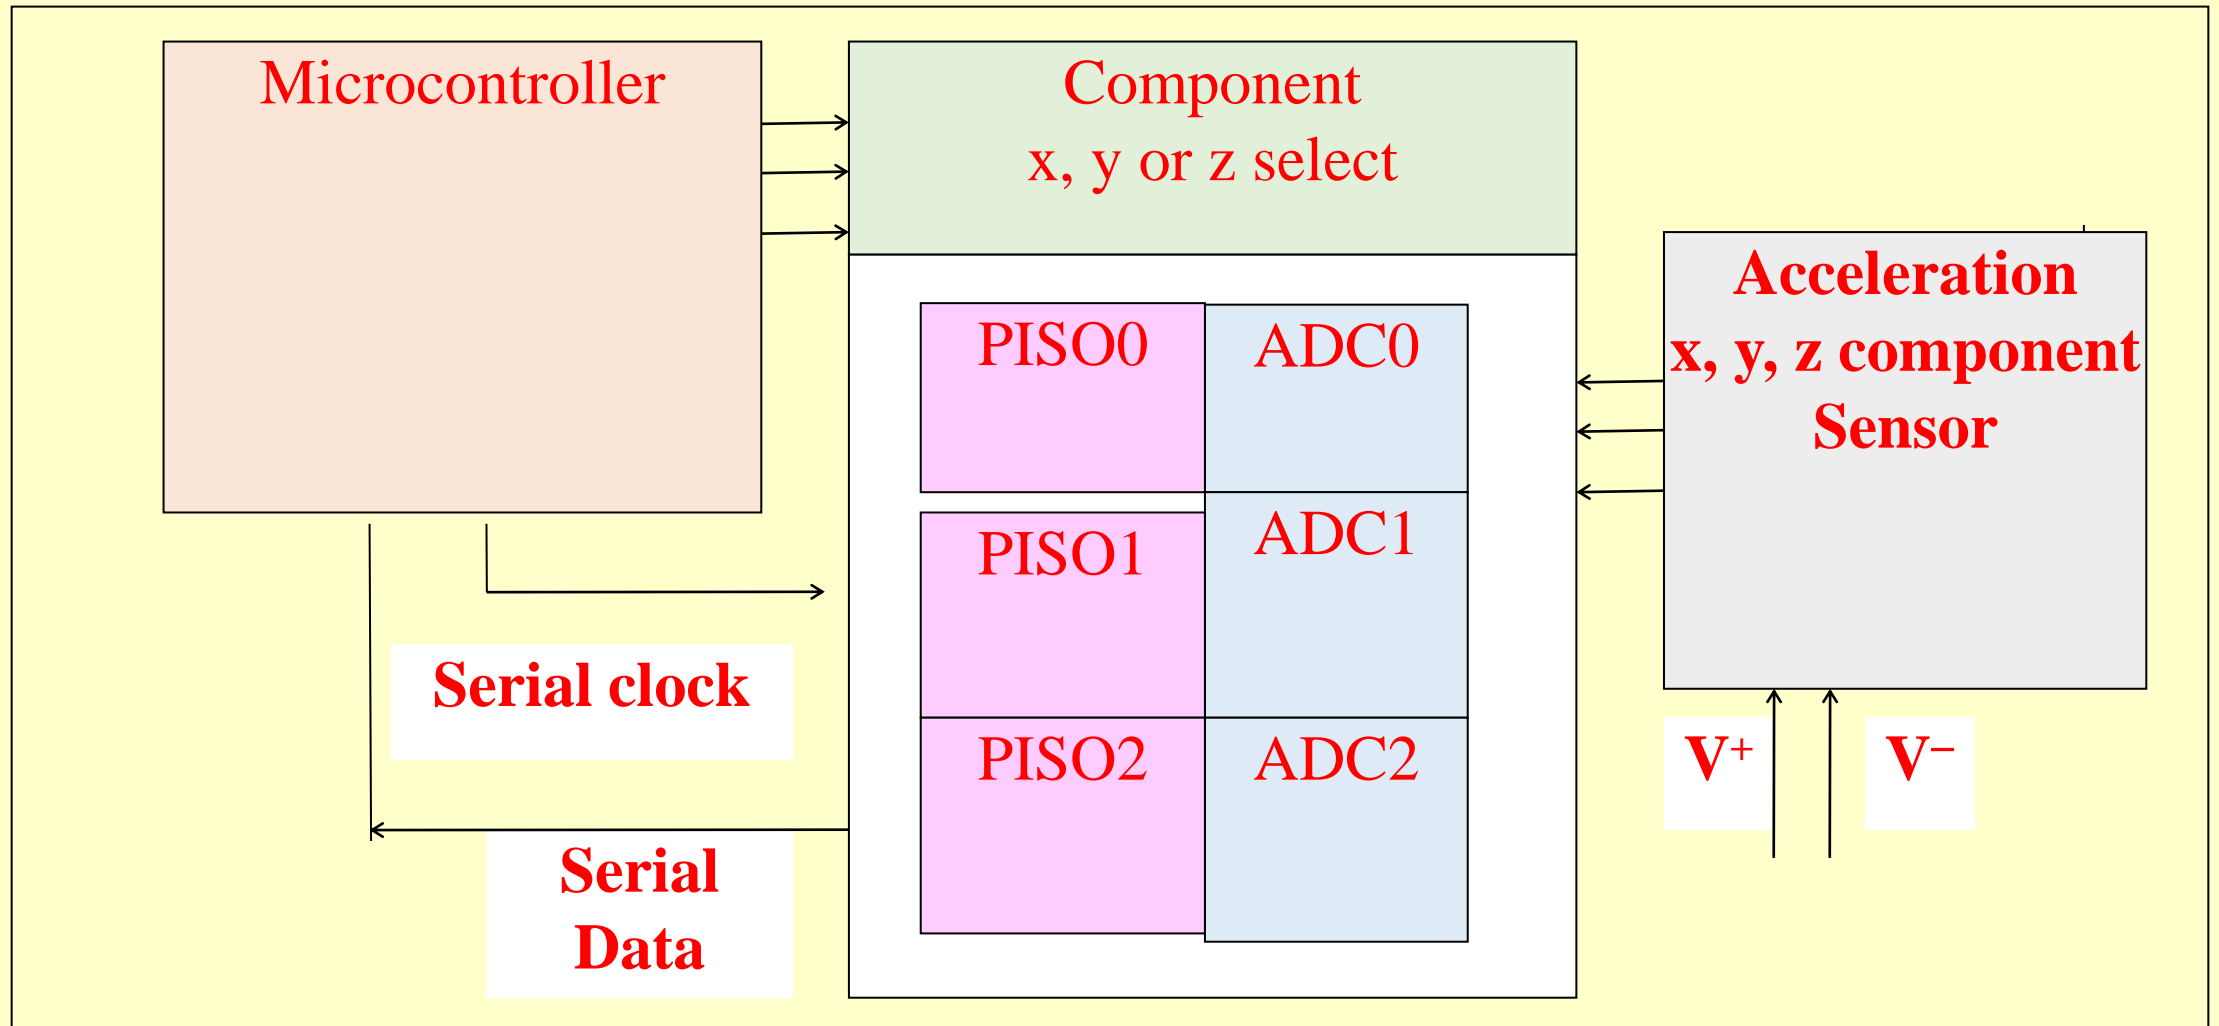 Microcontroller
Component
x, y or z select
Acceleration
x, y, z component
Sensor
PISO0
ADC0
PISO1
ADC1
PISO2
ADC2
Serial clock
Serial
Data
V⁺
V⁻